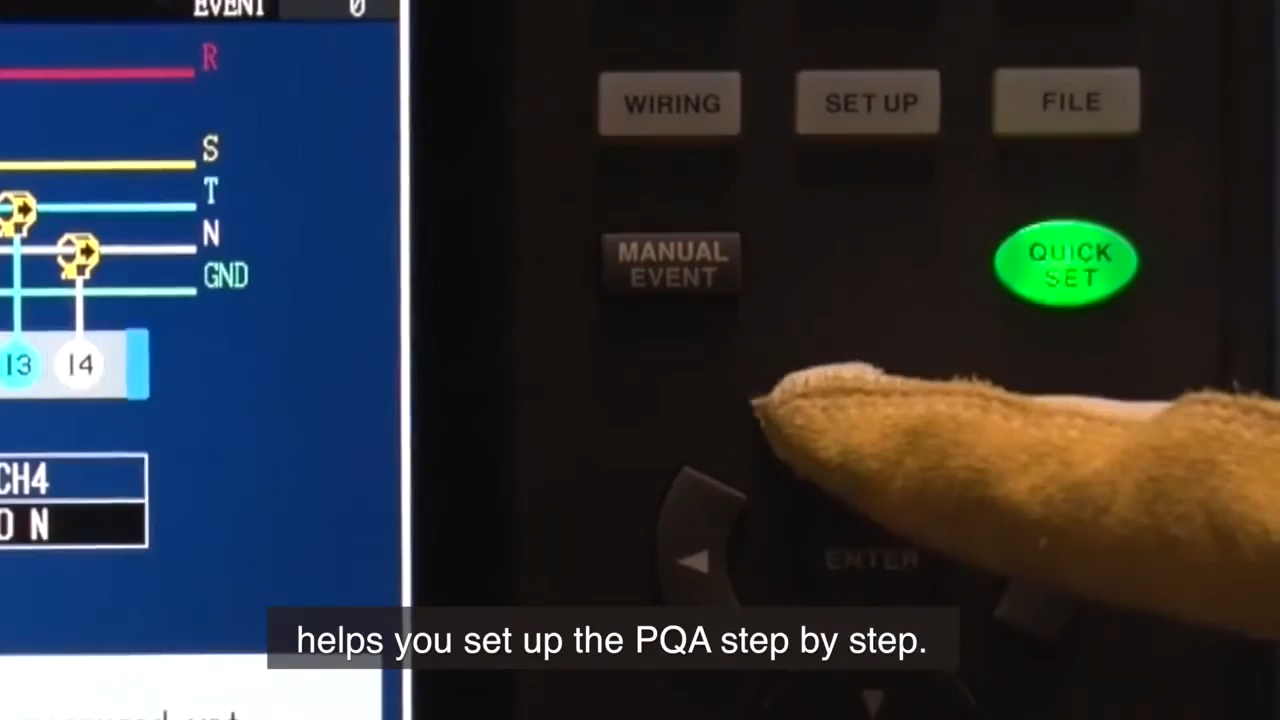 EVENT 0
R
S
T
N
GND
I3 I4
CH4
ON
WIRING
SET UP
FILE
MANUAL
EVENT
QUICK
SET
ENTER
helps you set up the PQA step by step.